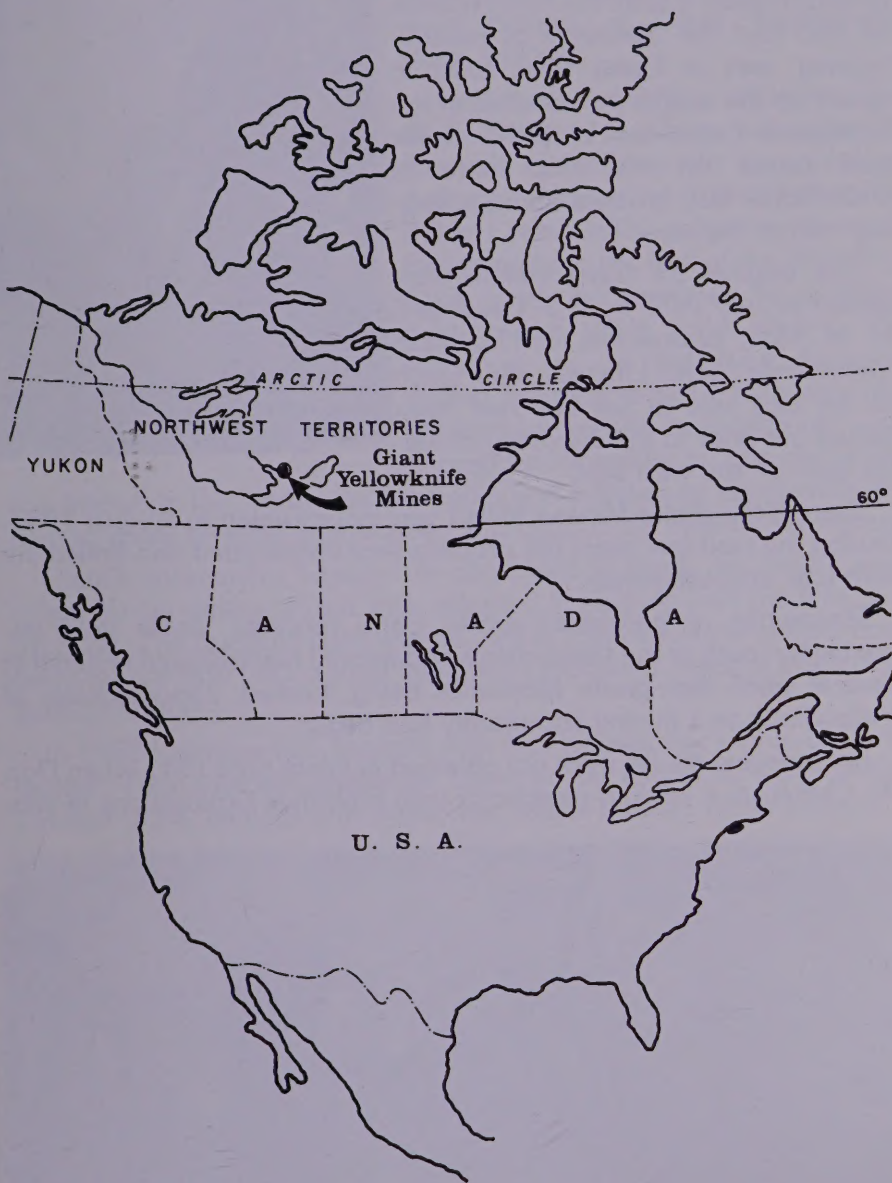 ARCTIC CIRCLE
NORTHWEST TERRITORIES
YUKON
Giant
Yellowknife
Mines
60°
C A N A D A
U. S. A.